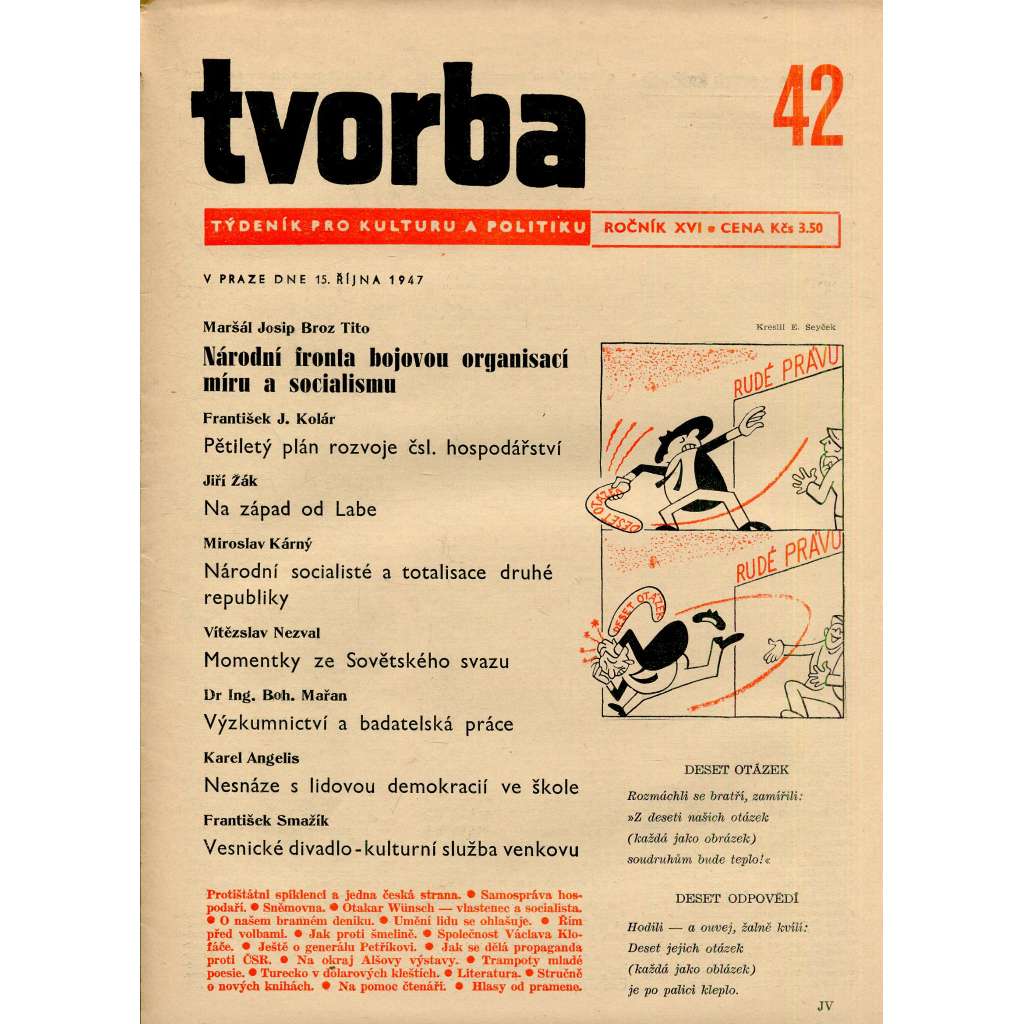 tvorba
42
TÝDENÍK PRO KULTURU A POLITIKU
ROČNÍK XVI • CENA Kčs 3.50
V PRAZE DNE 15. ŘÍJNA 1947
Maršál Josip Broz Tito
Národní fronta bojovou organisací
míru a socialismu
František J. Kolár
Pětiletý plán rozvoje čsl. hospodářství
Jiří Žák
Na západ od Labe
Miroslav Kárný
Národní socialisté a totalisace druhé
republiky
Vítězslav Nezval
Momentky ze Sovětského svazu
Dr Ing. Boh. Mařan
Výzkumnictví a badatelská práce
Karel Angelis
Nesnáze s lidovou demokracií ve škole
František Smažík
Vesnické divadlo - kulturní služba venkovu
Protištátní spiklenci a jedna česká strana. ● Samospráva hos-
podaří. ● Sněmovna. ● Otakar Wünsch — vlastenec a socialista.
● O našem branném deníku. ● Umění lidu se ohlašuje. ● Řím
před volbami. ● Jak proti šmelině. ● Společnost Václava Klo-
fáče. ● Ještě o generálu Petříkovi. ● Jak se dělá propaganda
proti ČSR. ● Na okraj Alšovy výstavy. ● Trampoty mladé
poesie. ● Turecko v dolarových kleštích. ● Literatura. ● Stručně
o nových knihách. ● Na pomoc čtenáři. ● Hlasy od pramene.
Kreslil E. Seyček
RUDÉ PRÁVO
DESET OTÁZEK
RUDÉ PRÁVO
DESET OTÁZEK
DESET OTÁZEK
Rozmáchli se bratří, zamířili:
»Z deseti našich otázek
(každá jako obrázek)
soudruhům bude teplo!«
DESET ODPOVĚDÍ
Hodili — a ouvej, žalně kvílí:
Deset jejich otázek
(každá jako oblázek)
je po palici kleplo.
JV